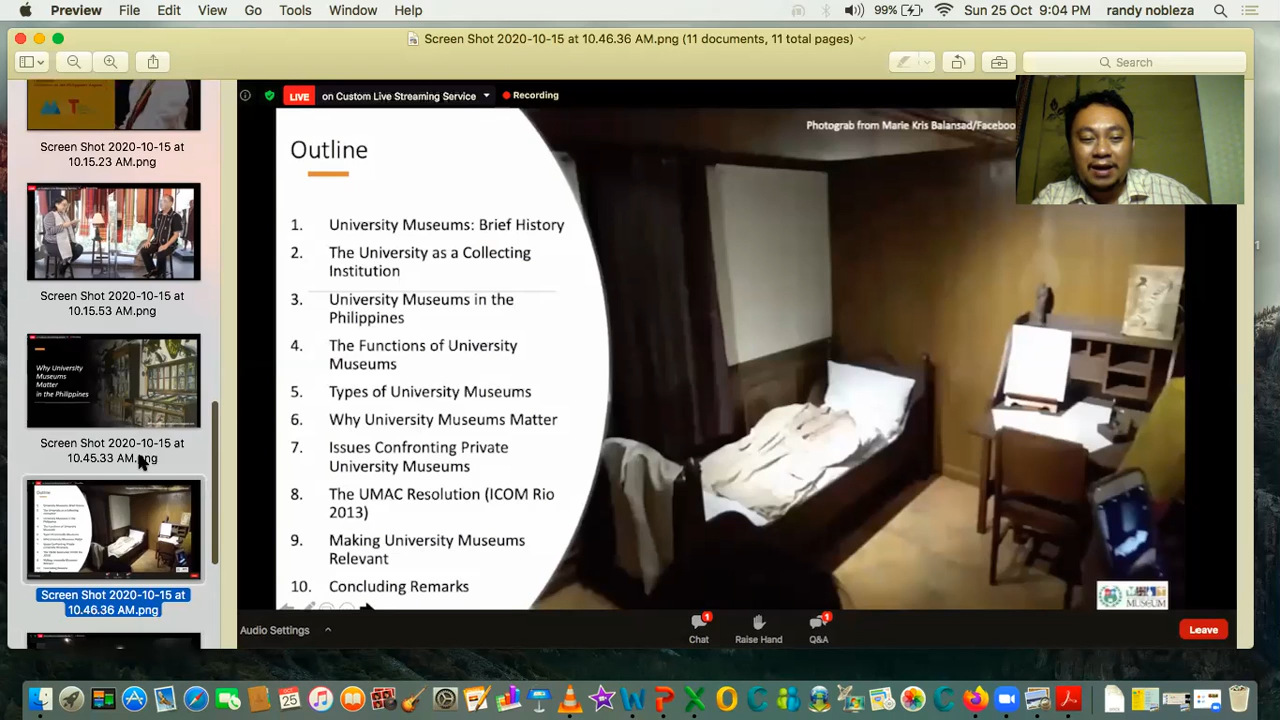 Preview File Edit View Go Tools Window Help
99% Sun 25 Oct 9:04 PM randy nobleza
Screen Shot 2020-10-15 at 10.46.36 AM.png (11 documents, 11 total pages)
Search
Screen Shot 2020-10-15 at
10.15.23 AM.png
Screen Shot 2020-10-15 at
10.15.53 AM.png
Why University
Museums
Matter
in the Philippines
Screen Shot 2020-10-15 at
10.45.33 AM.png
Outline
Screen Shot 2020-10-15 at
10.46.36 AM.png
LIVE on Custom Live Streaming Service Recording
Photograb from Marie Kris Balansad/Faceboo
Outline
1. University Museums: Brief History
2. The University as a Collecting
Institution
3. University Museums in the
Philippines
4. The Functions of University
Museums
5. Types of University Museums
6. Why University Museums Matter
7. Issues Confronting Private
University Museums
8. The UMAC Resolution (ICOM Rio
2013)
9. Making University Museums
Relevant
10. Concluding Remarks
MUSEUM
Audio Settings
1
Chat
Raise Hand
1
Q&A
Leave
1
OCT
25